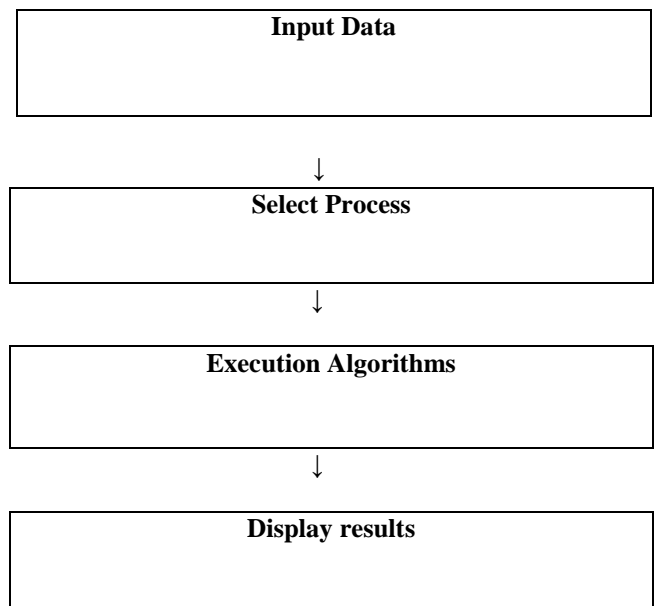 Input Data
↓
Select Process
↓
Execution Algorithms
↓
Display results